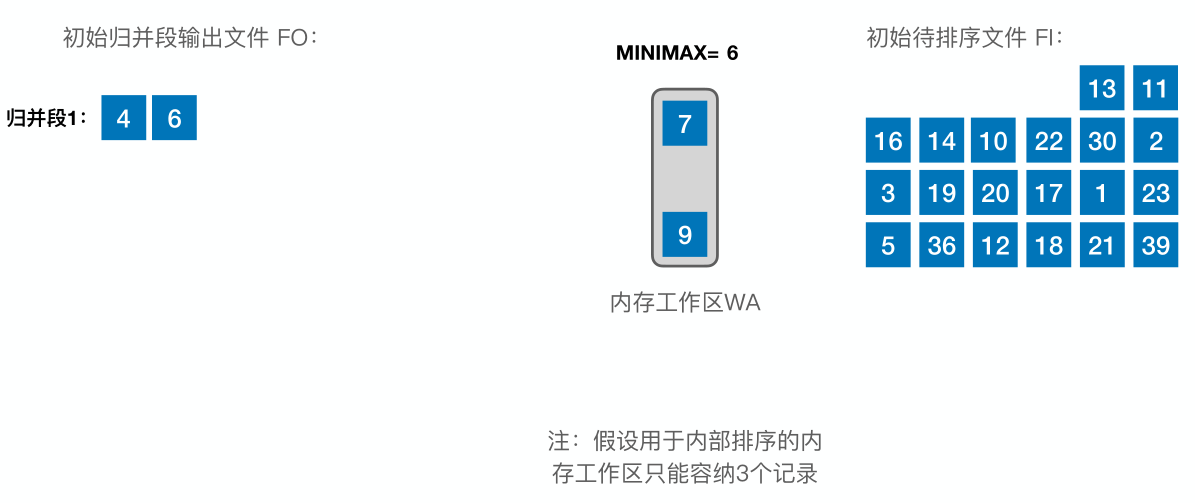 初始归并段输出文件 FO：
MINIMAX= 6
初始待排序文件 FI：
归并段1：
4 6
7
9
内存工作区WA
13 11
16 14 10 22 30 2
3 19 20 17 1 23
5 36 12 18 21 39
注：假设用于内部排序的内
存工作区只能容纳3个记录